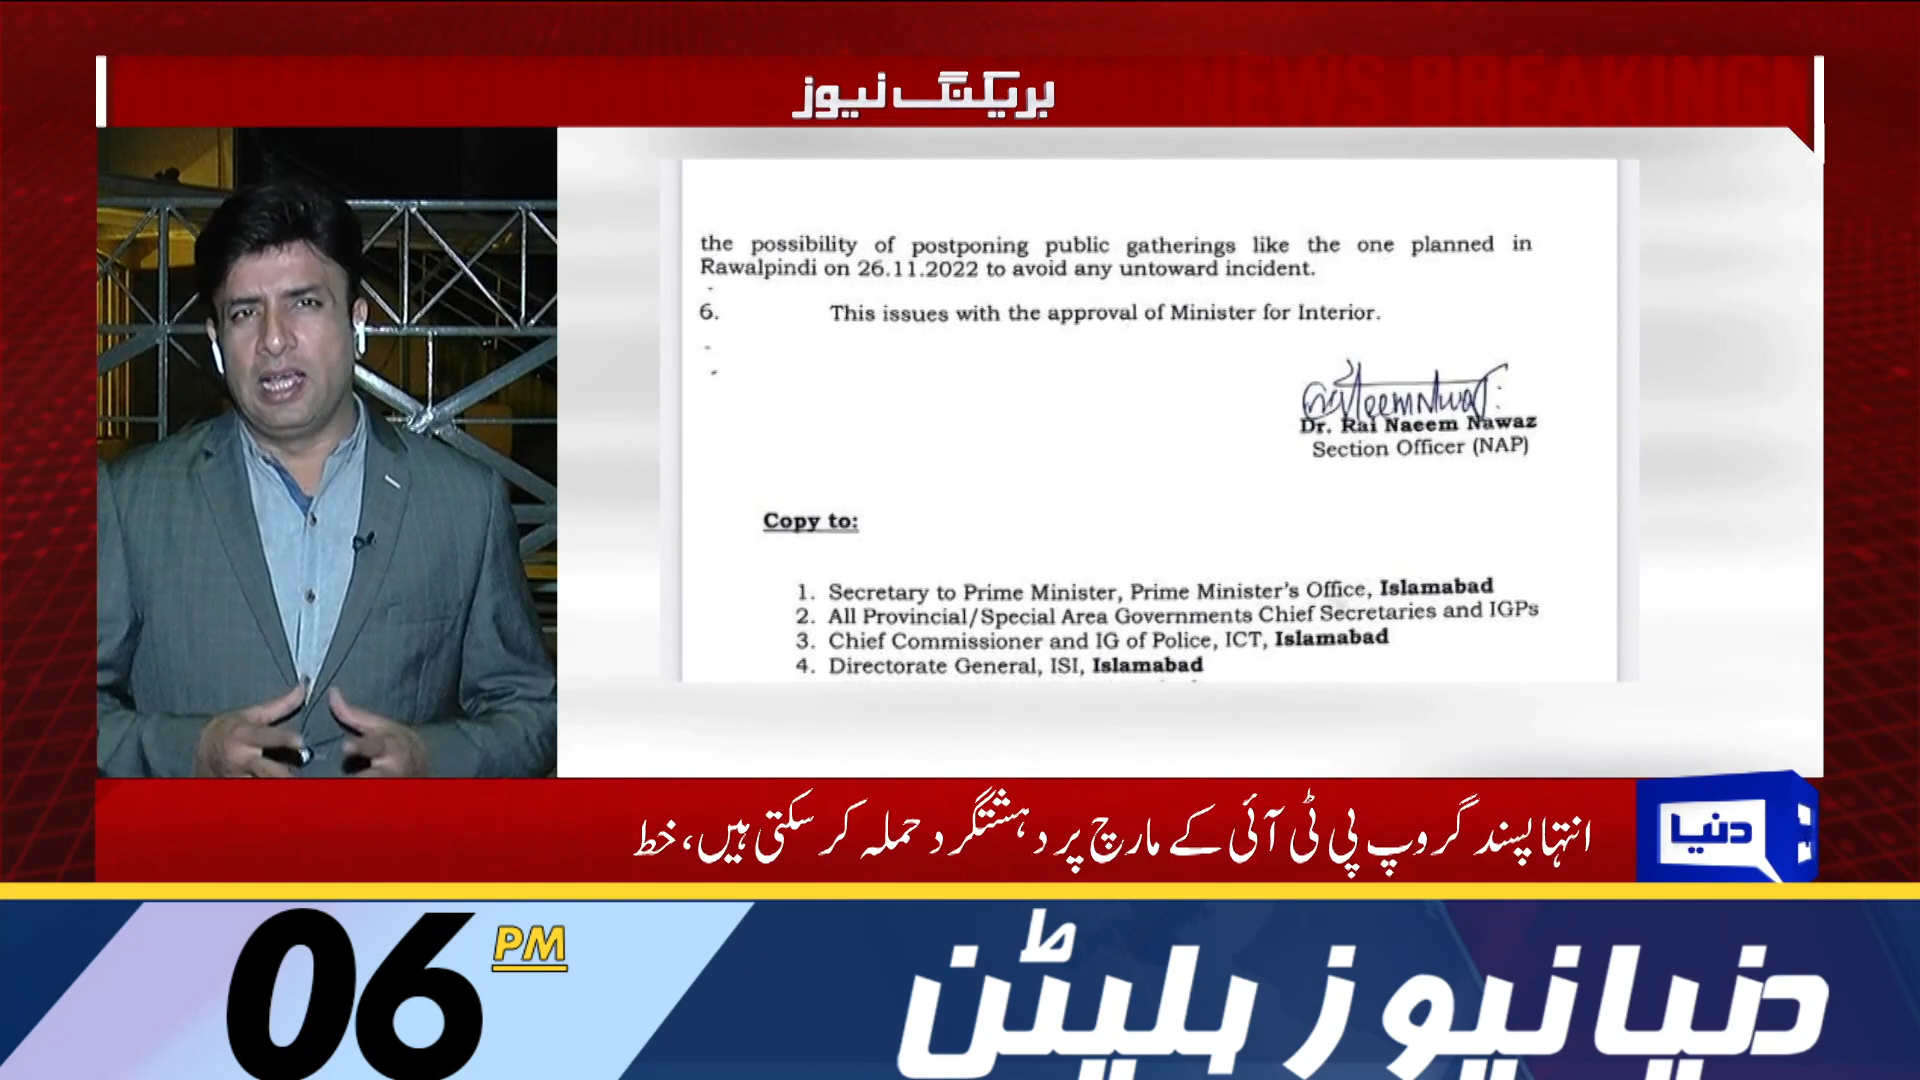 بریکنگ نیوز
NEWS BREAKING
the possibility of postponing public gatherings like the one planned in
Rawalpindi on 26.11.2022 to avoid any untoward incident.
6. This issues with the approval of Minister for Interior.
Dr. Rai Naeem Nawaz
Section Officer (NAP)
Copy to:
1. Secretary to Prime Minister, Prime Minister's Office, Islamabad
2. All Provincial/Special Area Governments Chief Secretaries and IGPs
3. Chief Commissioner and IG of Police, ICT, Islamabad
4. Directorate General, ISI, Islamabad
انتہا پسند گروپ پی ٹی آئی کے مارچ پر دہشتگرد حملہ کر سکتی ہیں، خط
دنیا
06 PM
دنیا نیوز بلیٹن